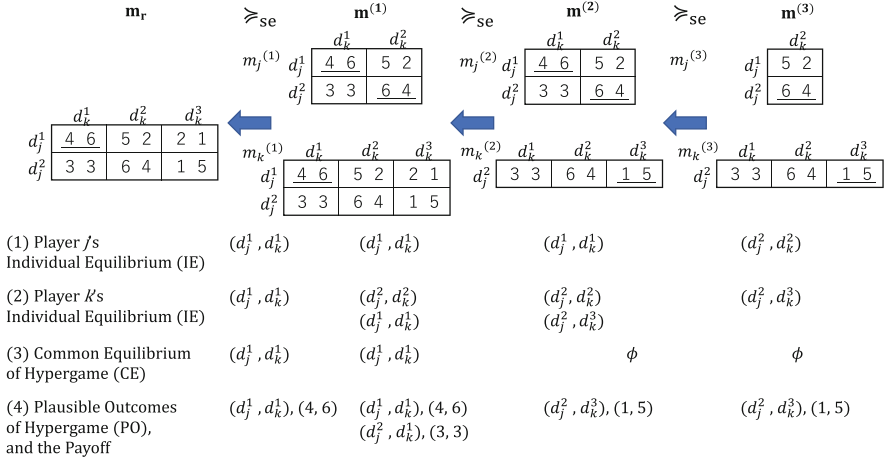 m_r ≽_se m^(1) ≽_se m^(2) ≽_se m^(3)
d_k^1 d_k^2 d_k^1 d_k^2 d_k^2
m_j^(1) d_j^1 4 6 5 2 m_j^(2) d_j^1 4 6 5 2 m_j^(3) d_j^1 5 2
d_j^2 3 3 6 4 d_j^2 3 3 6 4 d_j^2 6 4
d_k^1 d_k^2 d_k^3
d_j^1 4 6 5 2 2 1
d_j^2 3 3 6 4 1 5
m_k^(1) d_k^1 d_k^2 d_k^3 m_k^(2) d_k^1 d_k^2 d_k^3 m_k^(3) d_k^1 d_k^2 d_k^3
d_j^1 4 6 5 2 2 1 d_j^2 3 3 6 4 1 5 d_j^2 3 3 6 4 1 5
d_j^2 3 3 6 4 1 5
(1) Player j's (d_j^1 , d_k^1) (d_j^1 , d_k^1) (d_j^1 , d_k^1) (d_j^2 , d_k^2)
Individual Equilibrium (IE)
(2) Player k's (d_j^1 , d_k^1) (d_j^2, d_k^2) (d_j^2, d_k^2) (d_j^2 , d_k^3)
Individual Equilibrium (IE) (d_j^1 , d_k^1) (d_j^2 , d_k^3)
(3) Common Equilibrium (d_j^1 , d_k^1) (d_j^1 , d_k^1) ϕ ϕ
of Hypergame (CE)
(4) Plausible Outcomes (d_j^1 , d_k^1), (4, 6) (d_j^1 , d_k^1), (4, 6) (d_j^2 , d_k^3), (1, 5) (d_j^2 , d_k^3), (1, 5)
of Hypergame (PO), (d_j^2 , d_k^1), (3, 3)
and the Payoff